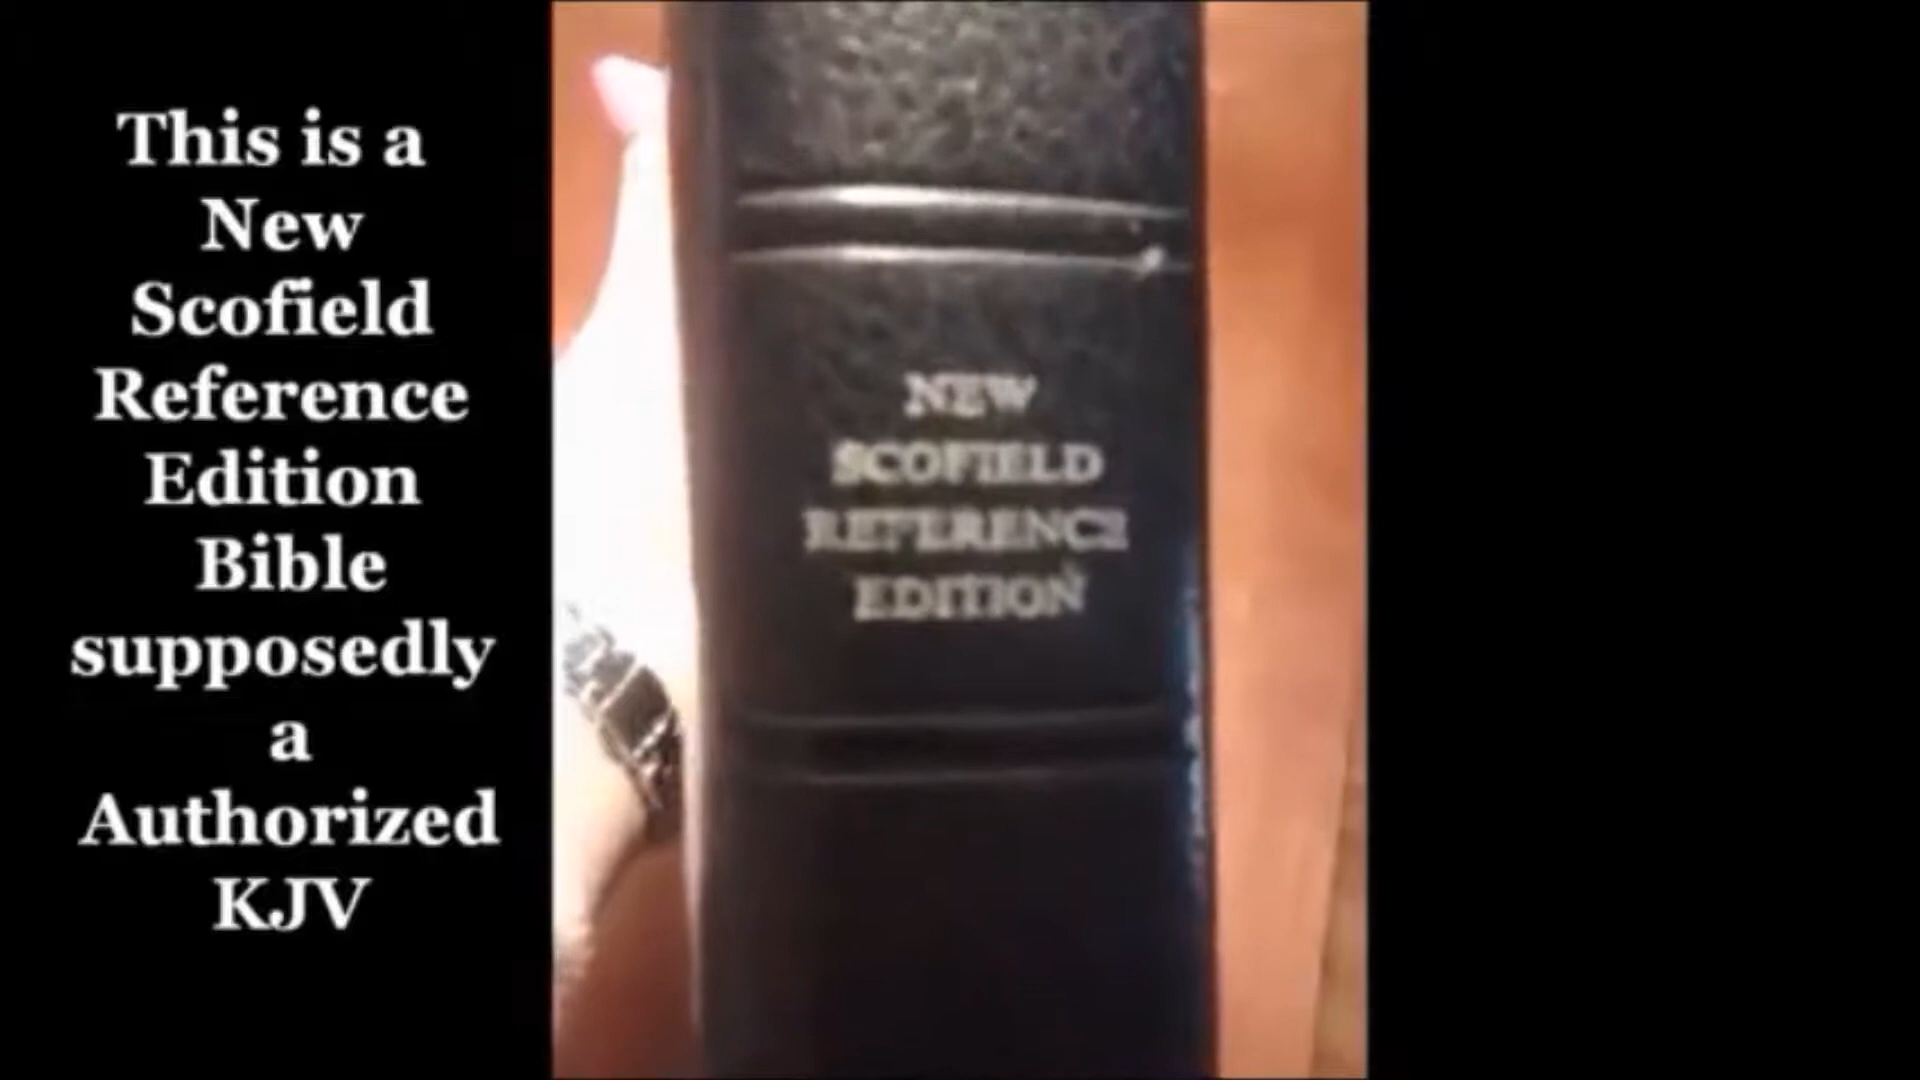 This is a
New
Scofield
Reference
Edition
Bible
supposedly
a
Authorized
KJV
NEW
SCOFIELD
REFERENCE
EDITION